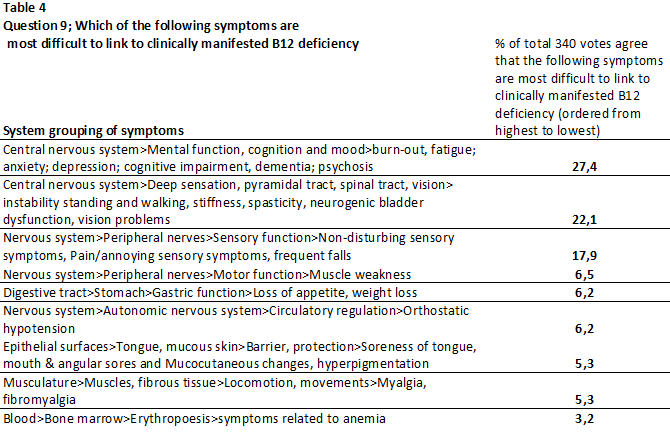 Table 4
Question 9; Which of the following symptoms are
most difficult to link to clinically manifested B12 deficiency
% of total 340 votes agree
that the following symptoms
are most difficult to link to
clinically manifested B12
deficiency (ordered from
highest to lowest)
System grouping of symptoms
Central nervous system>Mental function, cognition and mood>burn-out, fatigue;
anxiety; depression; cognitive impairment, dementia; psychosis
27,4
Central nervous system>Deep sensation, pyramidal tract, spinal tract, vision>
instability standing and walking, stiffness, spasticity, neurogenic bladder
dysfunction, vision problems
22,1
Nervous system>Peripheral nerves>Sensory function>Non-disturbing sensory
symptoms, Pain/annoying sensory symptoms, frequent falls
17,9
Nervous system>Peripheral nerves>Motor function>Muscle weakness
6,5
Digestive tract>Stomach>Gastric function>Loss of appetite, weight loss
6,2
Nervous system>Autonomic nervous system>Circulatory regulation>Orthostatic
hypotension
6,2
Epithelial surfaces>Tongue, mucous skin>Barrier, protection>Soreness of tongue,
mouth & angular sores and Mucocutaneous changes, hyperpigmentation
5,3
Musculature>Muscles, fibrous tissue>Locomotion, movements>Myalgia,
fibromyalgia
5,3
Blood>Bone marrow>Erythropoesis>symptoms related to anemia
3,2